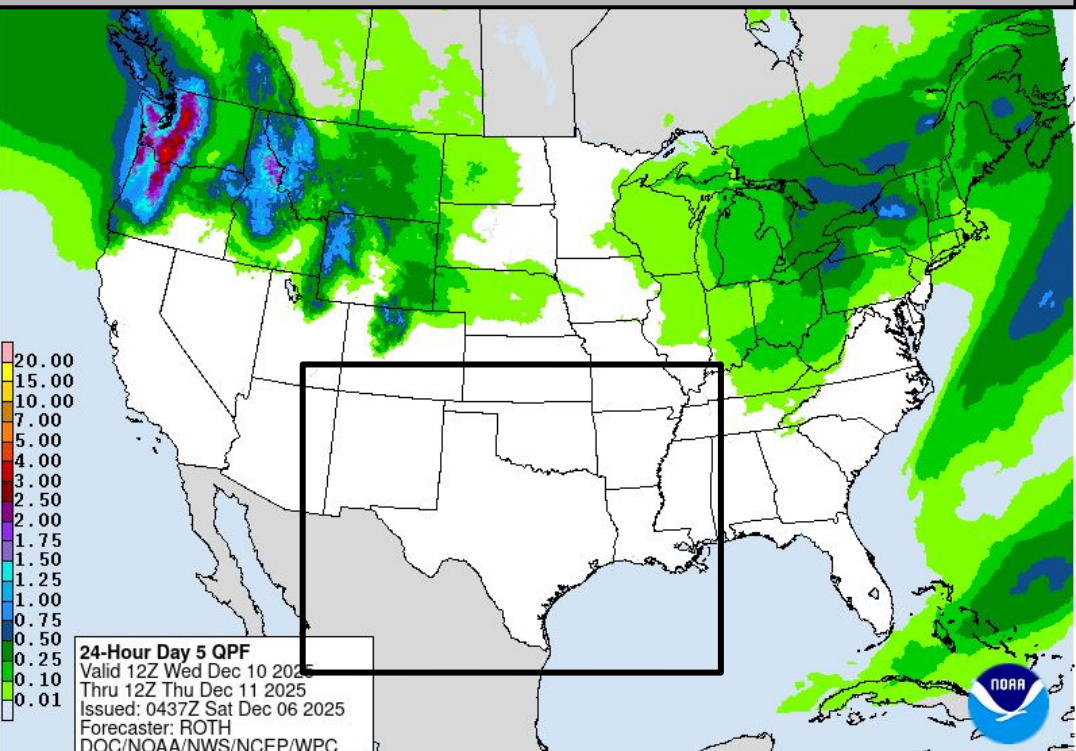 20.00
15.00
10.00
7.00
5.00
4.00
3.00
2.50
2.00
1.75
1.50
1.25
1.00
0.75
0.50
0.25
0.10
0.01
24-Hour Day 5 QPF
Valid 12Z Wed Dec 10 2025
Thru 12Z Thu Dec 11 2025
Issued: 0437Z Sat Dec 06 2025
Forecaster: ROTH
DOC/NOAA/NWS/NCEP/WPC
NOAA